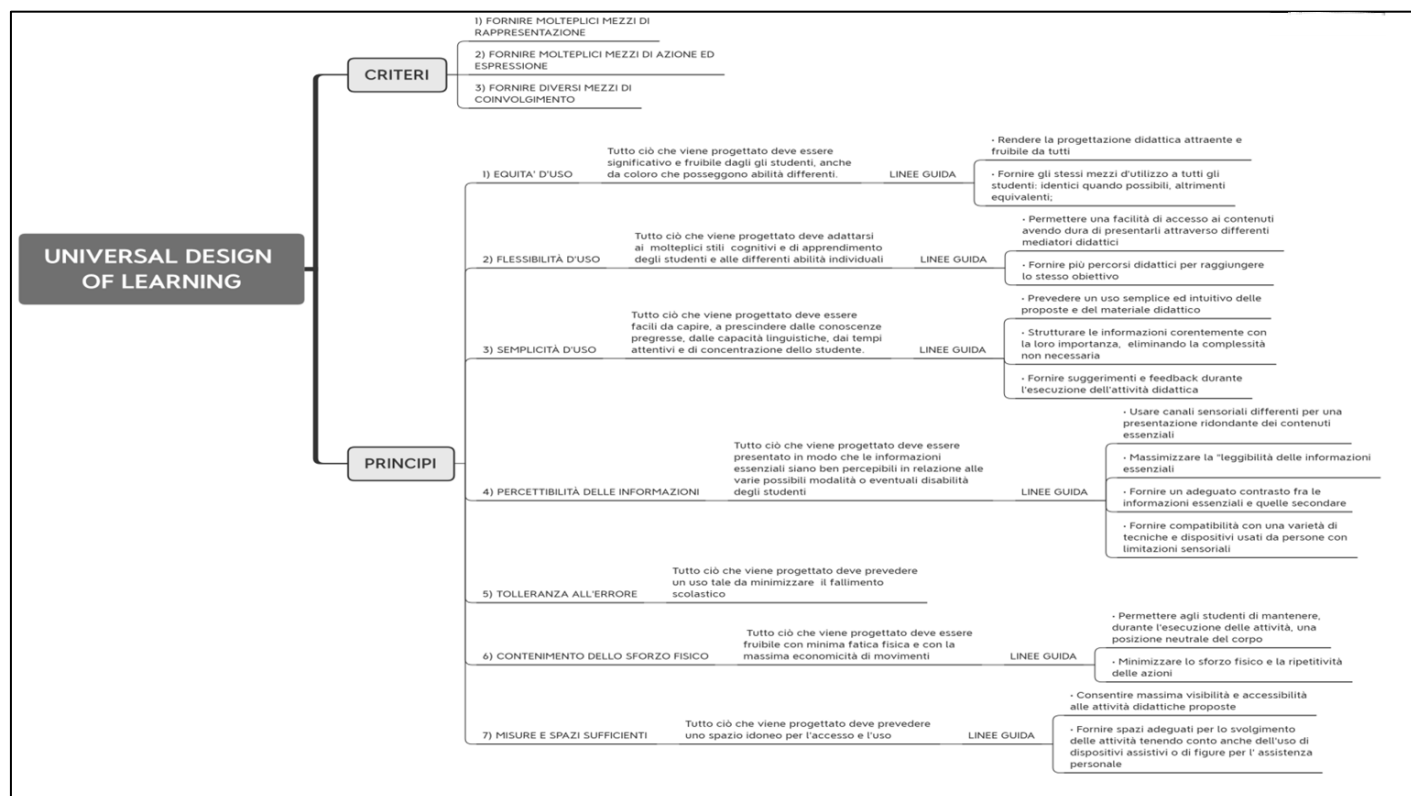 UNIVERSAL DESIGN
OF LEARNING
CRITERI
1) FORNIRE MOLTEPLICI MEZZI DI
RAPPRESENTAZIONE
2) FORNIRE MOLTEPLICI MEZZI DI AZIONE ED
ESPRESSIONE
3) FORNIRE DIVERSI MEZZI DI
COINVOLGIMENTO
PRINCIPI
1) EQUITA' D'USO
Tutto ciò che viene progettato deve essere
significativo e fruibile dagli gli studenti, anche
da coloro che posseggono abilità differenti.
LINEE GUIDA
• Rendere la progettazione didattica attraente e
fruibile da tutti
• Fornire gli stessi mezzi d'utilizzo a tutti gli
studenti: identici quando possibili, altrimenti
equivalenti;
2) FLESSIBILITÀ D'USO
Tutto ciò che viene progettato deve adattarsi
ai molteplici stili cognitivi e di apprendimento
degli studenti e alle differenti abilità individuali
LINEE GUIDA
• Permettere una facilità di accesso ai contenuti
avendo dura di presentarli attraverso differenti
mediatori didattici
• Fornire più percorsi didattici per raggiungere
lo stesso obiettivo
3) SEMPLICITÀ D'USO
Tutto ciò che viene progettato deve essere
facili da capire, a prescindere dalle conoscenze
pregresse, dalle capacità linguistiche, dai tempi
attentivi e di concentrazione dello studente.
LINEE GUIDA
• Prevedere un uso semplice ed intuitivo delle
proposte e del materiale didattico
• Strutturare le informazioni corentemente con
la loro importanza, eliminando la complessità
non necessaria
• Fornire suggerimenti e feedback durante
l'esecuzione dell'attività didattica
4) PERCETTIBILITÀ DELLE INFORMAZIONI
Tutto ciò che viene progettato deve essere
presentato in modo che le informazioni
essenziali siano ben percepibili in relazione alle
varie possibili modalità o eventuali disabilità
degli studenti
LINEE GUIDA
• Usare canali sensoriali differenti per una
presentazione ridondante dei contenuti
essenziali
• Massimizzare la "leggibilità delle informazioni
essenziali
• Fornire un adeguato contrasto fra le
informazioni essenziali e quelle secondare
• Fornire compatibilità con una varietà di
tecniche e dispositivi usati da persone con
limitazioni sensoriali
5) TOLLERANZA ALL'ERRORE
Tutto ciò che viene progettato deve prevedere
un uso tale da minimizzare il fallimento
scolastico
6) CONTENIMENTO DELLO SFORZO FISICO
Tutto ciò che viene progettato deve essere
fruibile con minima fatica fisica e con la
massima economicità di movimenti
LINEE GUIDA
• Permettere agli studenti di mantenere,
durante l'esecuzione delle attività, una
posizione neutrale del corpo
• Minimizzare lo sforzo fisico e la ripetitività
delle azioni
7) MISURE E SPAZI SUFFICIENTI
Tutto ciò che viene progettato deve prevedere
uno spazio idoneo per l'accesso e l'uso
LINEE GUIDA
• Consentire massima visibilità e accessibilità
alle attività didattiche proposte
• Fornire spazi adeguati per lo svolgimento
delle attività tenendo conto anche dell'uso di
dispositivi assistivi o di figure per l' assistenza
personale